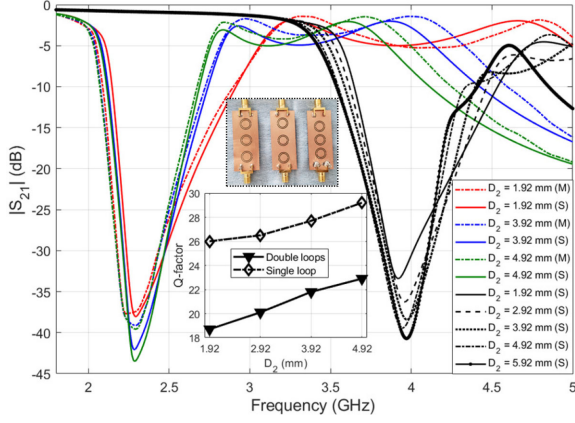 0
-5
-10
-15
-20
-25
-30
-35
-40
-45
|S21| (dB)
2
2.5
3
3.5
4
4.5
5
Frequency (GHz)
30
28
26
24
22
20
18
Q-factor
1.92
2.92
3.92
4.92
D2 (mm)
Double loops
Single loop
D2 = 1.92 mm (M)
D2 = 1.92 mm (S)
D2 = 3.92 mm (M)
D2 = 3.92 mm (S)
D2 = 4.92 mm (M)
D2 = 4.92 mm (S)
D2 = 1.92 mm (S)
D2 = 2.92 mm (S)
D2 = 3.92 mm (S)
D2 = 4.92 mm (S)
D2 = 5.92 mm (S)